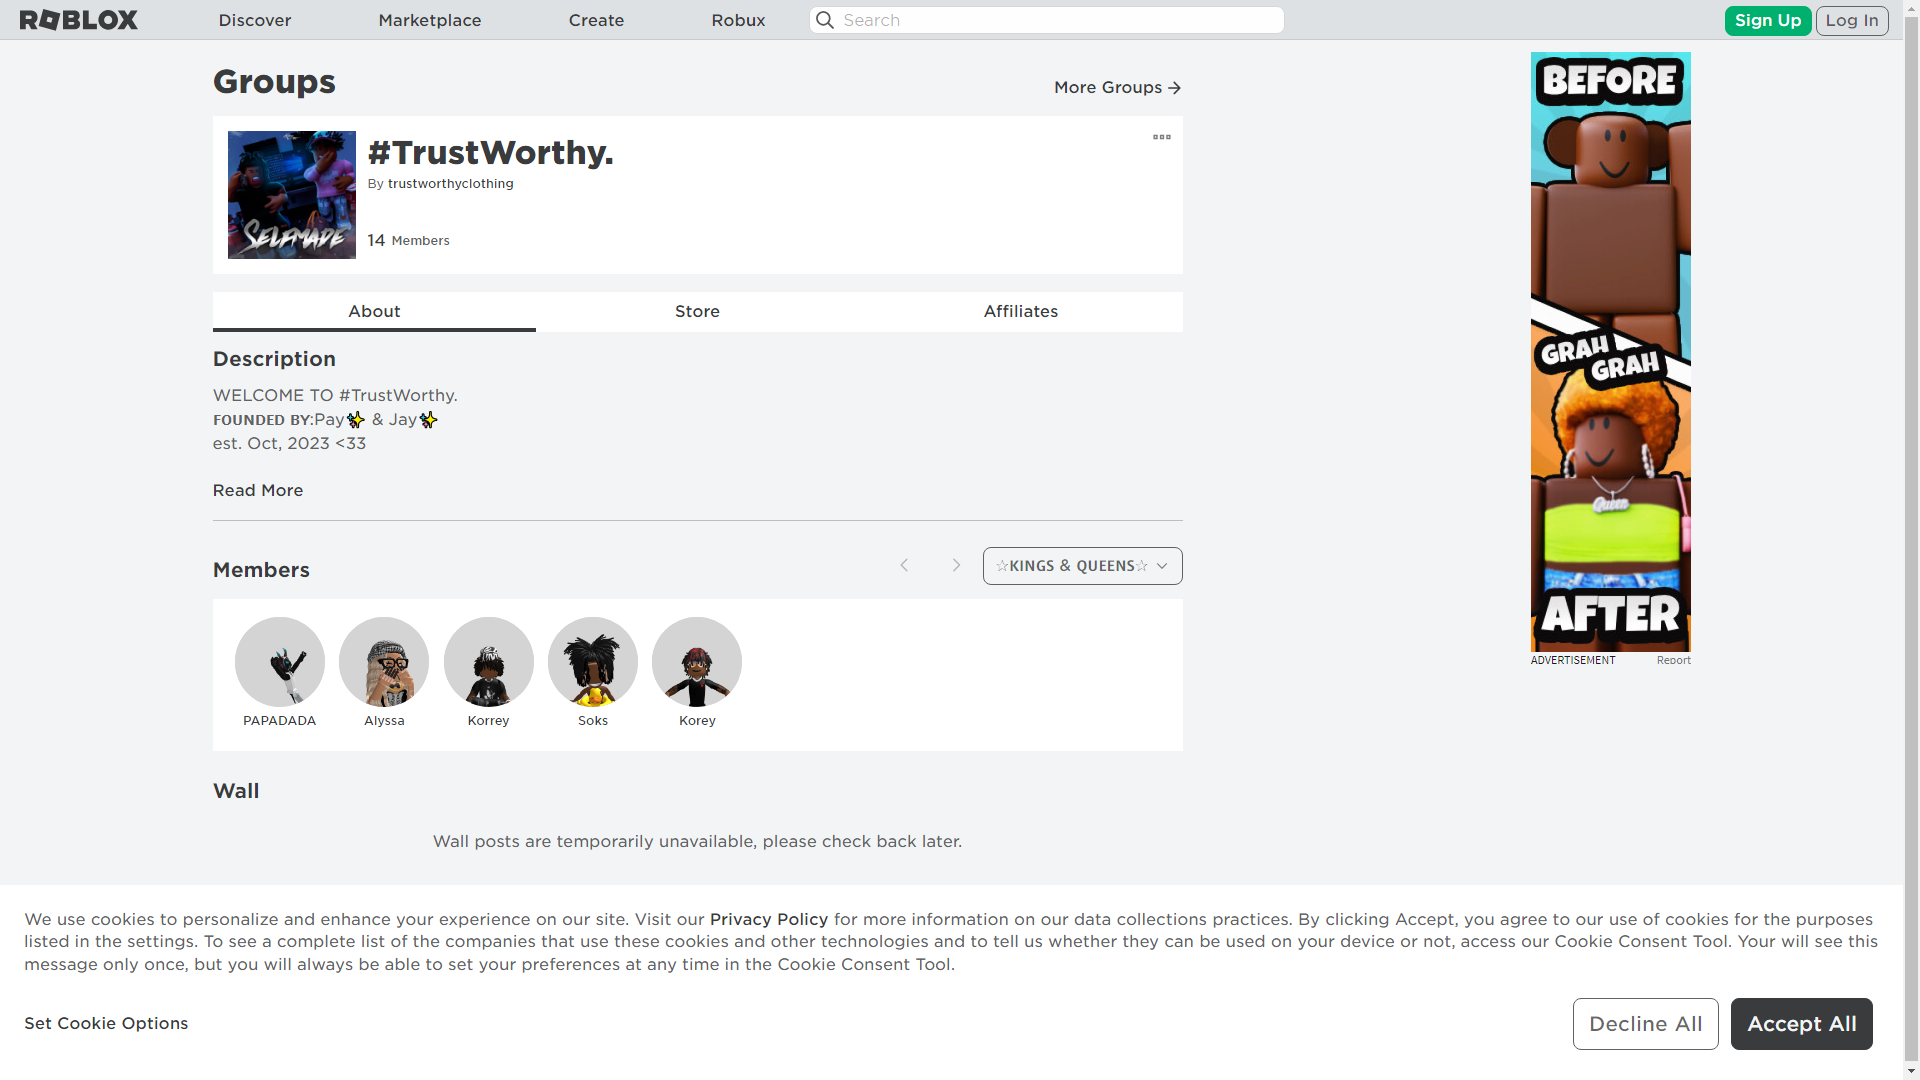 ROBLOX
Discover
Marketplace
Create
Robux
Search
Sign Up
Log In
Groups
More Groups
SELFMADE
#TrustWorthy.
By trustworthyclothing
14 Members
About
Store
Affiliates
Description
WELCOME TO #TrustWorthy.
FOUNDED BY:Pay✨ & Jay✨
est. Oct, 2023 <33
Read More
Members
☆KINGS & QUEENS☆
PAPADADA
Alyssa
Korrey
Soks
Korey
Wall
Wall posts are temporarily unavailable, please check back later.
BEFORE
GRAH
GRAH
Queen
AFTER
ADVERTISEMENT
Report
We use cookies to personalize and enhance your experience on our site. Visit our Privacy Policy for more information on our data collections practices. By clicking Accept, you agree to our use of cookies for the purposes
listed in the settings. To see a complete list of the companies that use these cookies and other technologies and to tell us whether they can be used on your device or not, access our Cookie Consent Tool. Your will see this
message only once, but you will always be able to set your preferences at any time in the Cookie Consent Tool.
Set Cookie Options
Decline All
Accept All